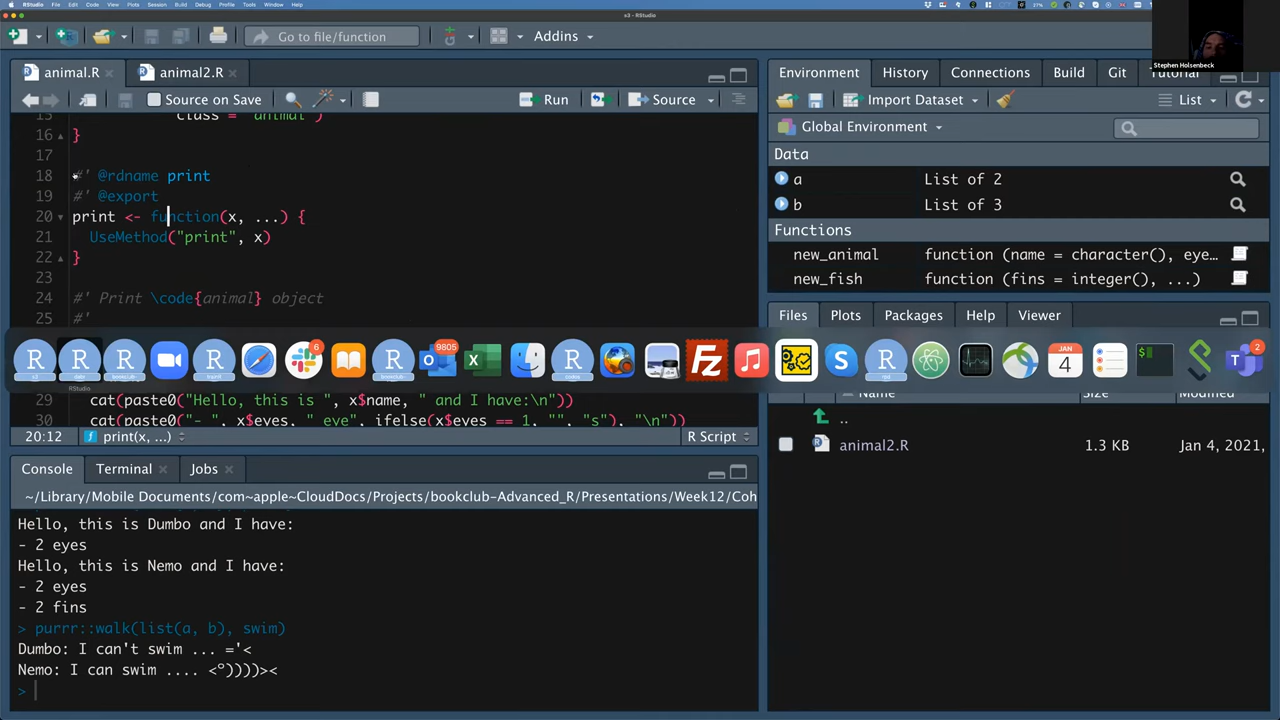 RStudio File Edit Code View Plots Session Build Debug Profile Tools Window Help
s3 - RStudio
Go to file/function
Addins
Stephen Holsenbeck
animal.R
animal2.R
Source on Save
Run
Source
15 class = "animal")
16 }
17
18 #' @rdname print
19 #' @export
20 print <- function(x, ...) {
21 UseMethod("print", x)
22 }
23
24 #' Print \code{animal} object
25 #'
RStudio
6
9805
JAN
4
2
29 cat(paste0("Hello, this is ", x$name, " and I have:\n"))
30 cat(paste0("- ", x$eyes, " eye", ifelse(x$eyes == 1, "", "s"), "\n"))
20:12
print(x, ...)
R Script
Console
Terminal
Jobs
~/Library/Mobile Documents/com~apple~CloudDocs/Projects/bookclub-Advanced_R/Presentations/Week12/Coh
Hello, this is Dumbo and I have:
- 2 eyes
Hello, this is Nemo and I have:
- 2 eyes
- 2 fins
> purrr::walk(list(a, b), swim)
Dumbo: I can't swim ... ='<
Nemo: I can swim .... <°))))><
>
Environment
History
Connections
Build
Git
Tutorial
Import Dataset
List
Global Environment
Data
a List of 2
b List of 3
Functions
new_animal function (name = character(), eye…
new_fish function (fins = integer(), ...)
Files
Plots
Packages
Help
Viewer
Name
Size
Modified
..
animal2.R 1.3 KB Jan 4, 2021,